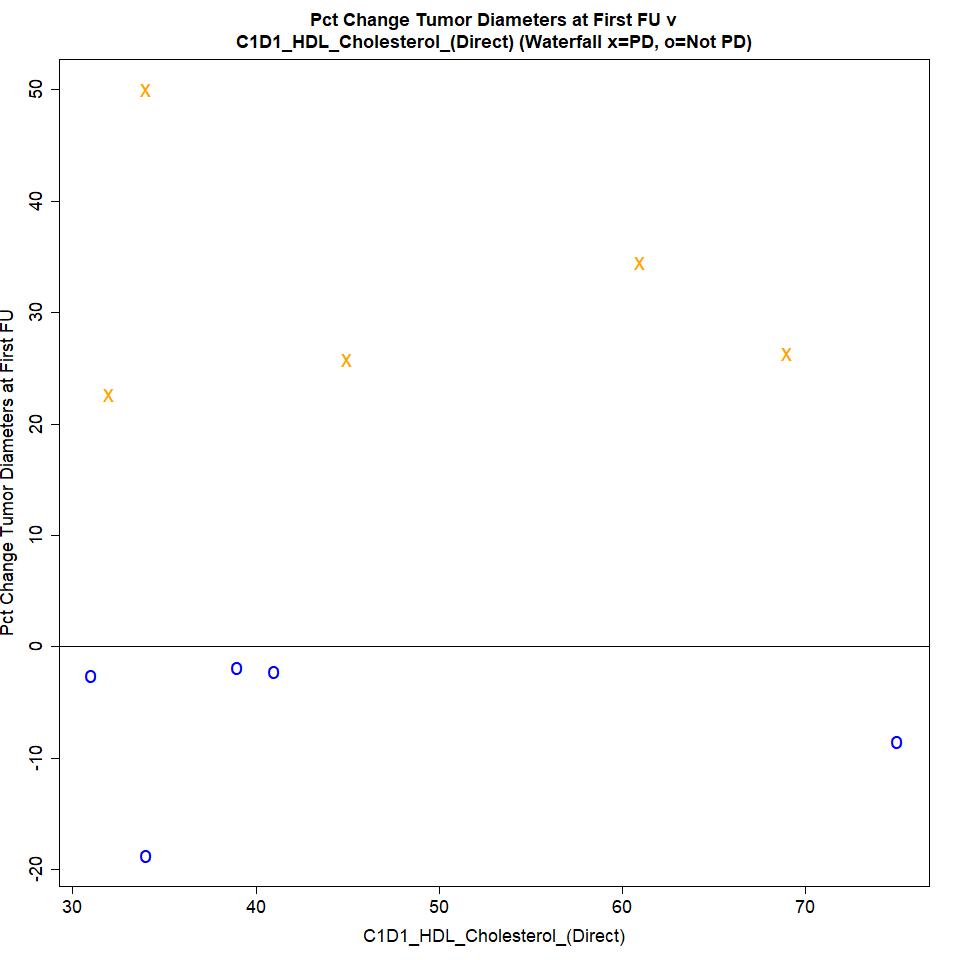 Pct Change Tumor Diameters at First FU v
C1D1_HDL_Cholesterol_(Direct) (Waterfall x=PD, o=Not PD)
Pct Change Tumor Diameters at First FU
50
40
30
20
10
0
-10
-20
X
X
X
X
X
O
O
O
O
O
30 40 50 60 70
C1D1_HDL_Cholesterol_(Direct)